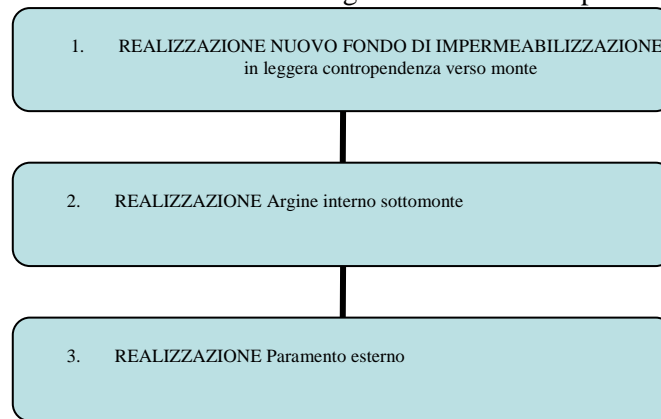 1. REALIZZAZIONE NUOVO FONDO DI IMPERMEABILIZZAZIONE
in leggera contropendenza verso monte
2. REALIZZAZIONE Argine interno sottomonte
3. REALIZZAZIONE Paramento esterno